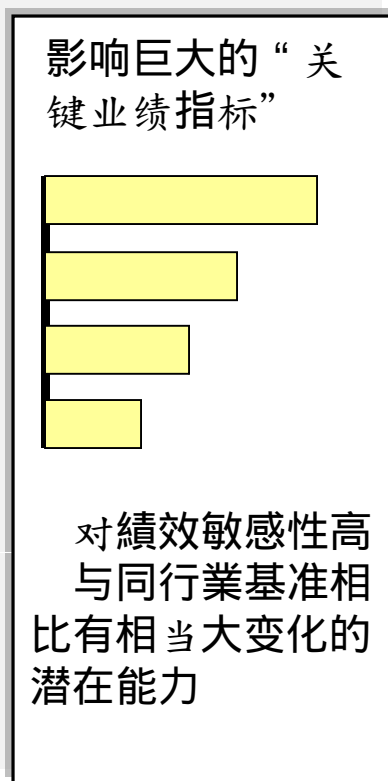 影响巨大的“关
键业绩指标”
对績效敏感性高
与同行業基准相
比有相当大变化的
潜在能力